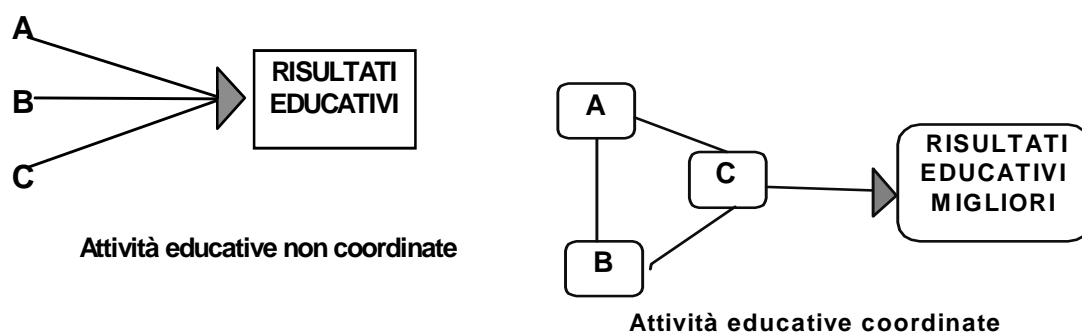 A
B
C
RISULTATI
EDUCATIVI
Attività educative non coordinate
A
B
C
RISULTATI
EDUCATIVI
MIGLIORI
Attività educative coordinate